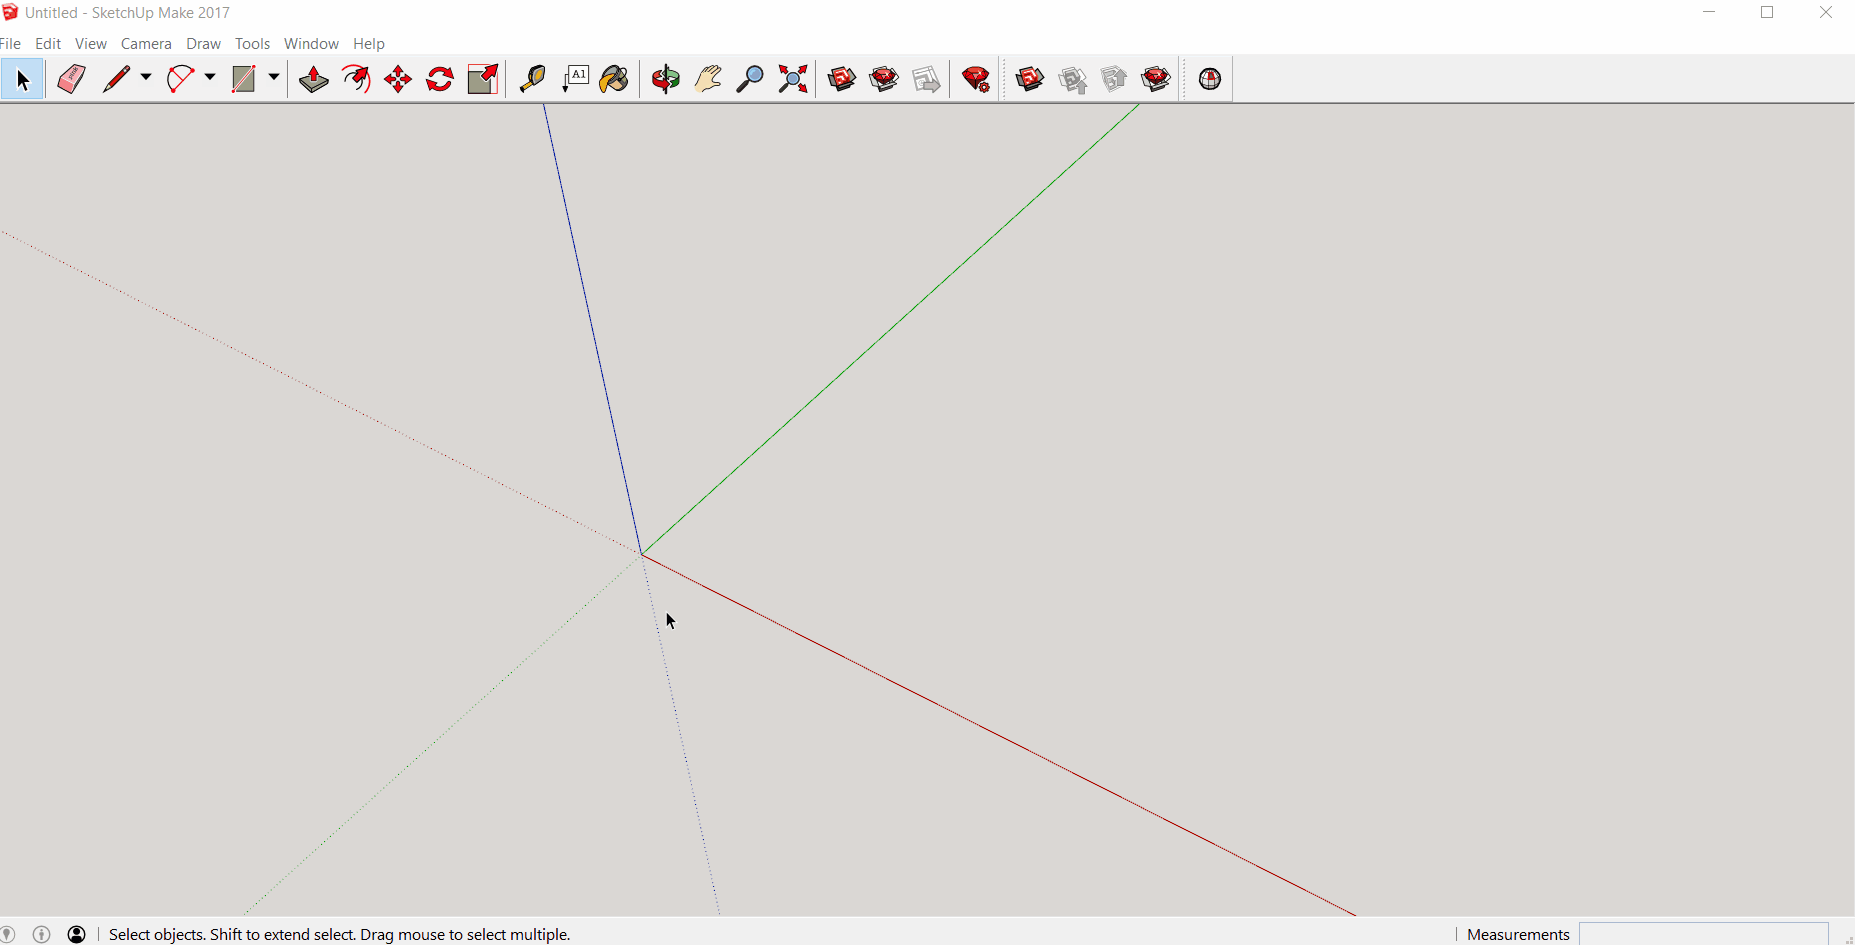 Untitled - SketchUp Make 2017
File Edit View Camera Draw Tools Window Help
A1
Select objects. Shift to extend select. Drag mouse to select multiple.
Measurements